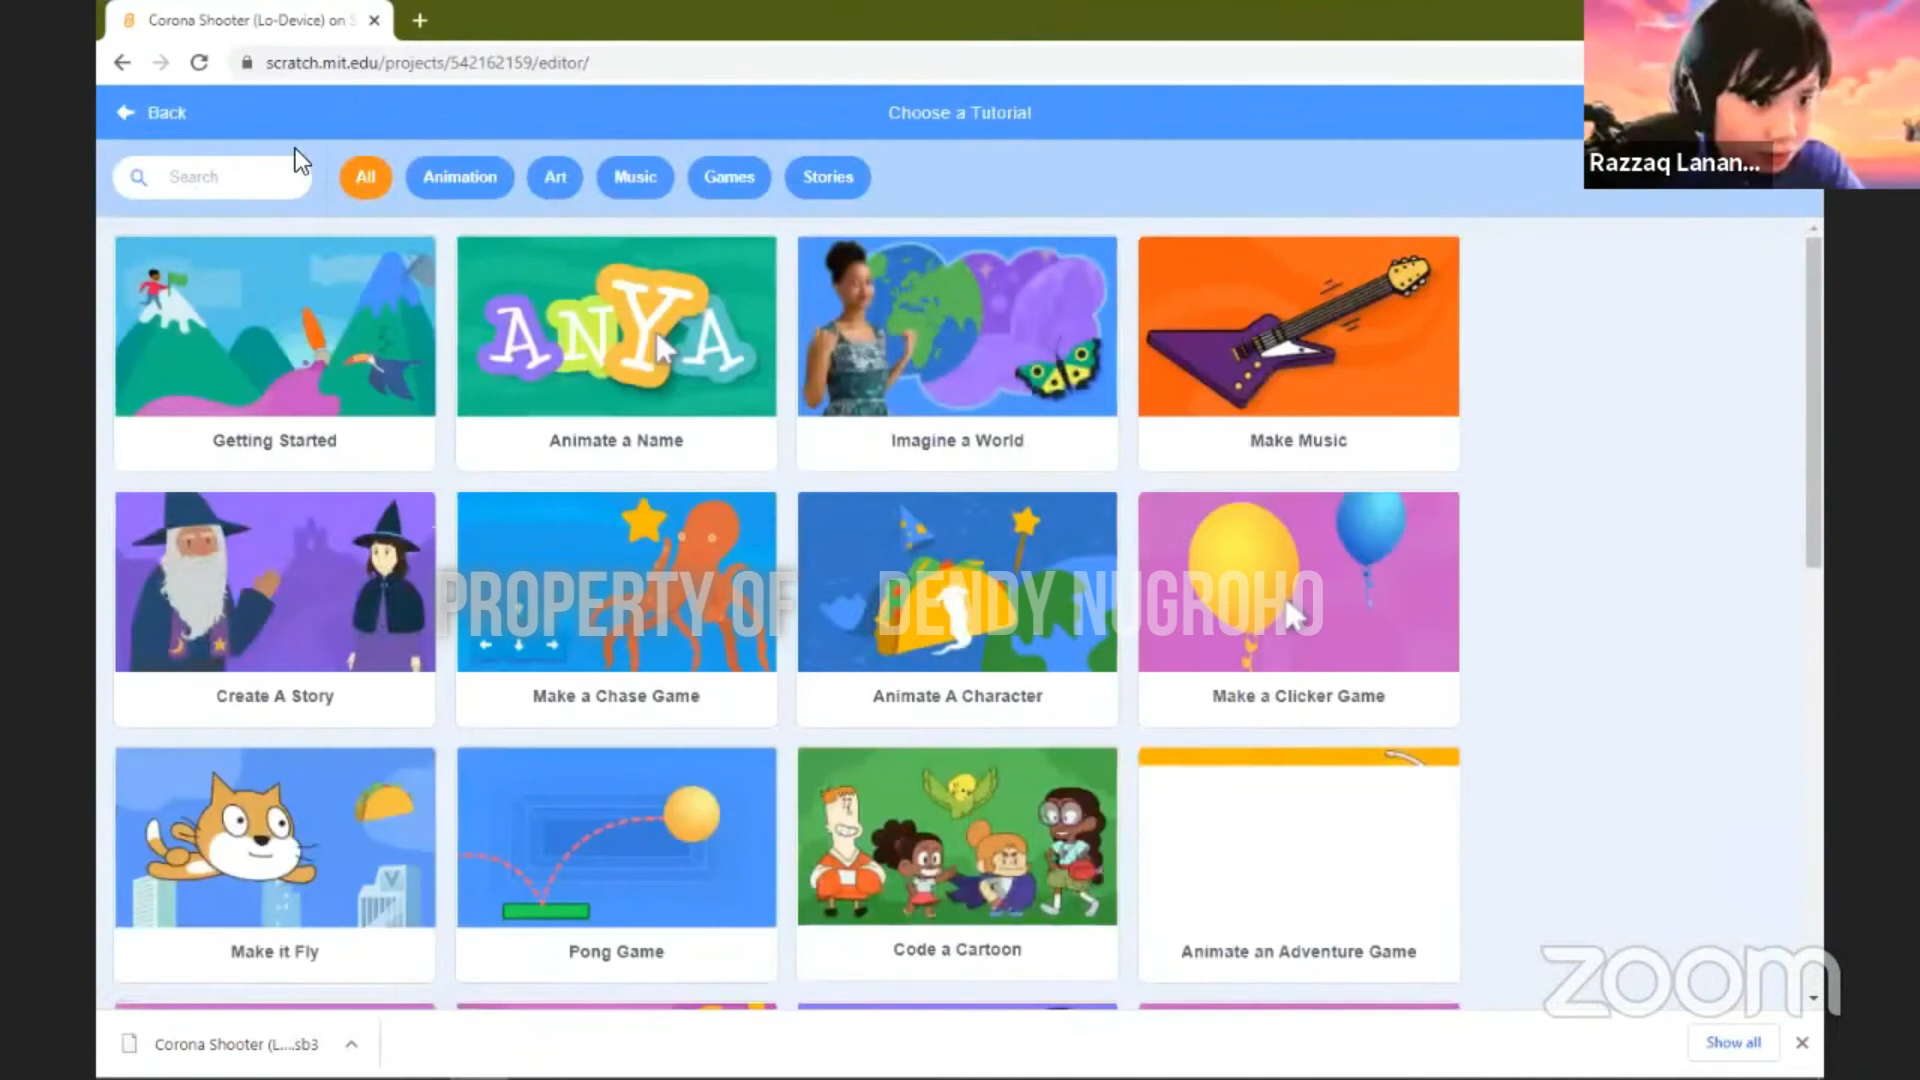 Corona Shooter (Lo-Device) on S
scratch.mit.edu/projects/542162159/editor/
Back
Choose a Tutorial
Search
All
Animation
Art
Music
Games
Stories
Razzaq Lanan...
ANYA
Getting Started
Animate a Name
Imagine a World
Make Music
PROPERTY OF DENDY NUGROHO
Create A Story
Make a Chase Game
Animate A Character
Make a Clicker Game
Make it Fly
Pong Game
Code a Cartoon
Animate an Adventure Game
zoom
Corona Shooter (L....sb3
Show all